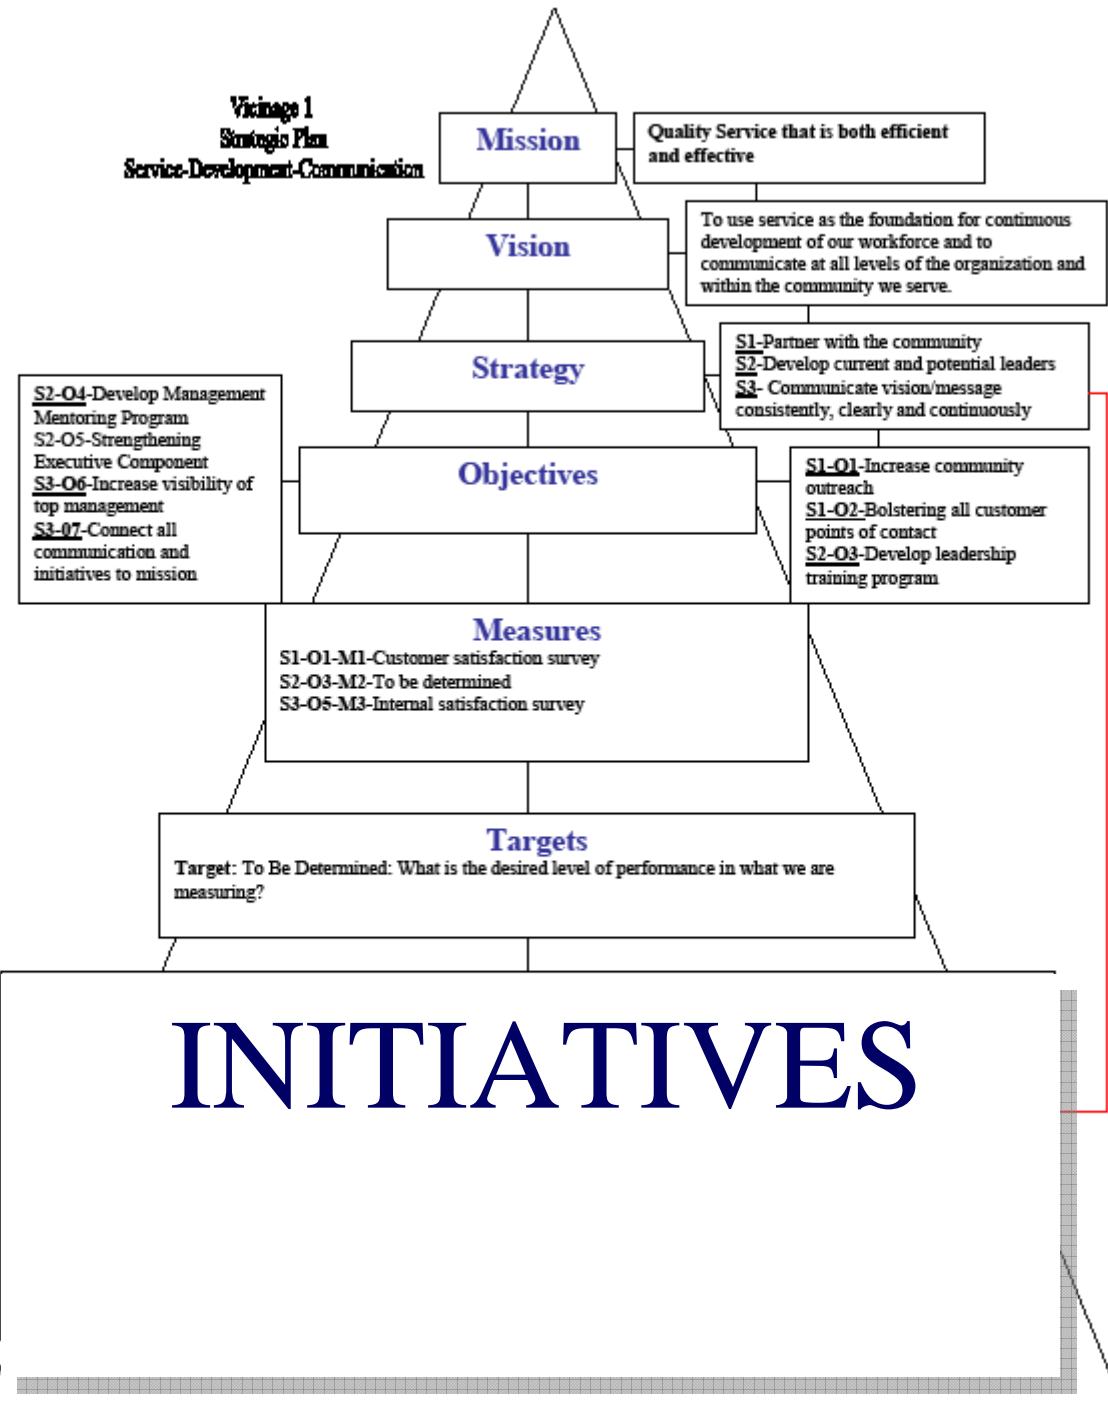 Vicinage 1
Strategic Plan
Service-Development-Communication
Mission
Quality Service that is both efficient
and effective
Vision
To use service as the foundation for continuous
development of our workforce and to
communicate at all levels of the organization and
within the community we serve.
Strategy
S1-Partner with the community
S2-Develop current and potential leaders
S3- Communicate vision/message
consistently, clearly and continuously
S2-O4-Develop Management
Mentoring Program
S2-O5-Strengthening
Executive Component
S3-O6-Increase visibility of
top management
S3-07-Connect all
communication and
initiatives to mission
Objectives
S1-O1-Increase community
outreach
S1-O2-Bolstering all customer
points of contact
S2-O3-Develop leadership
training program
Measures
S1-O1-M1-Customer satisfaction survey
S2-O3-M2-To be determined
S3-O5-M3-Internal satisfaction survey
Targets
Target: To Be Determined: What is the desired level of performance in what we are
measuring?
INITIATIVES